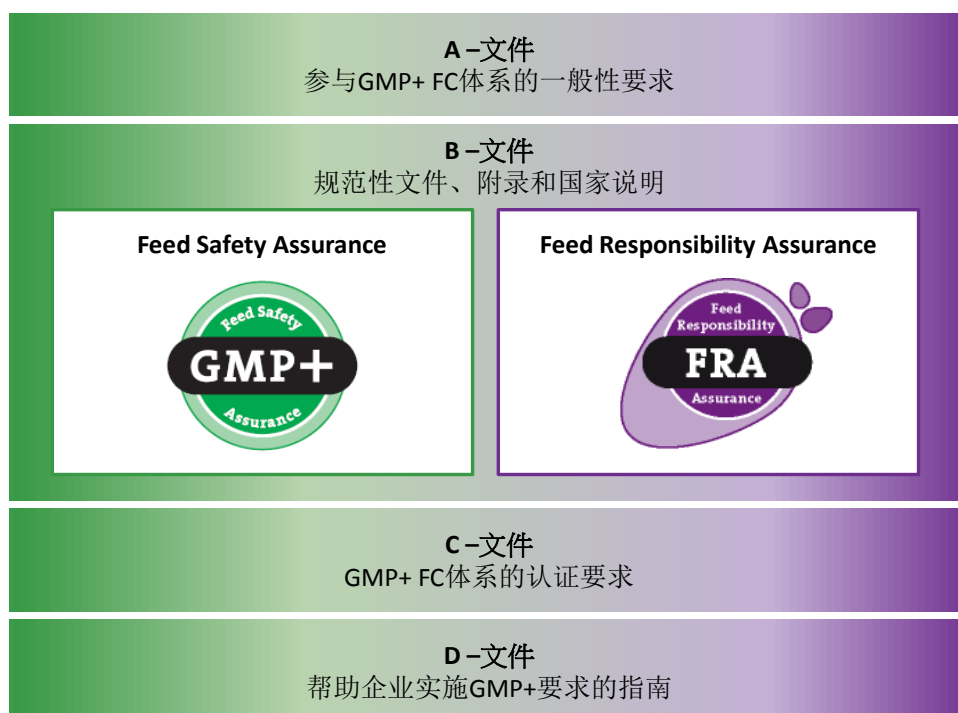 A –文件
参与GMP+ FC体系的一般性要求
B –文件
规范性文件、附录和国家说明
Feed Safety Assurance
Feed Safety
GMP+
Assurance
Feed Responsibility Assurance
Feed
Responsibility
FRA
Assurance
C –文件
GMP+ FC体系的认证要求
D –文件
帮助企业实施GMP+要求的指南